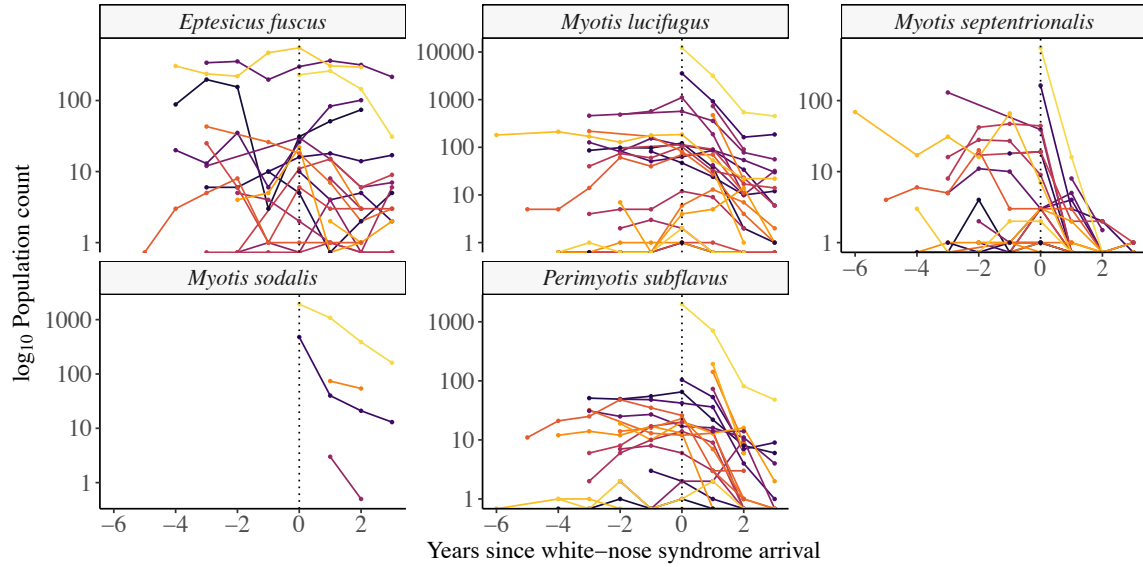 Eptesicus fuscus
Myotis lucifugus
Myotis septentrionalis
100
10
1
10000
1000
100
10
1
100
10
1
−6 −4 −2 0 2
Myotis sodalis
Perimyotis subflavus
1000
100
10
1
1000
100
10
1
−6 −4 −2 0 2
−6 −4 −2 0 2
log10 Population count
Years since white−nose syndrome arrival